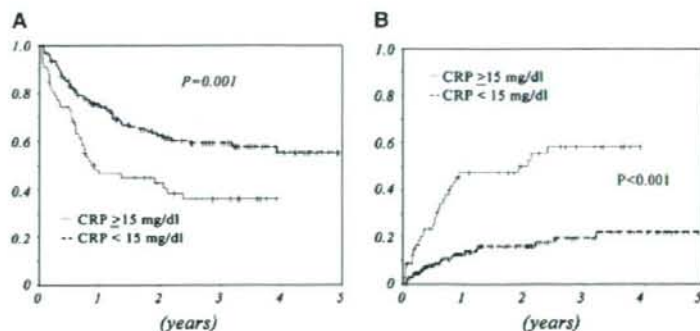 A
1.0
0.8
0.6
0.4
0.2
0
P=0.001
CRP ≥15 mg/dl
CRP < 15 mg/dl
0 1 2 3 4 5
(years)
B
1.0
0.8
0.6
0.4
0.2
0
CRP ≥15 mg/dl
CRP < 15 mg/dl
P<0.001
0 1 2 3 4 5
(years)